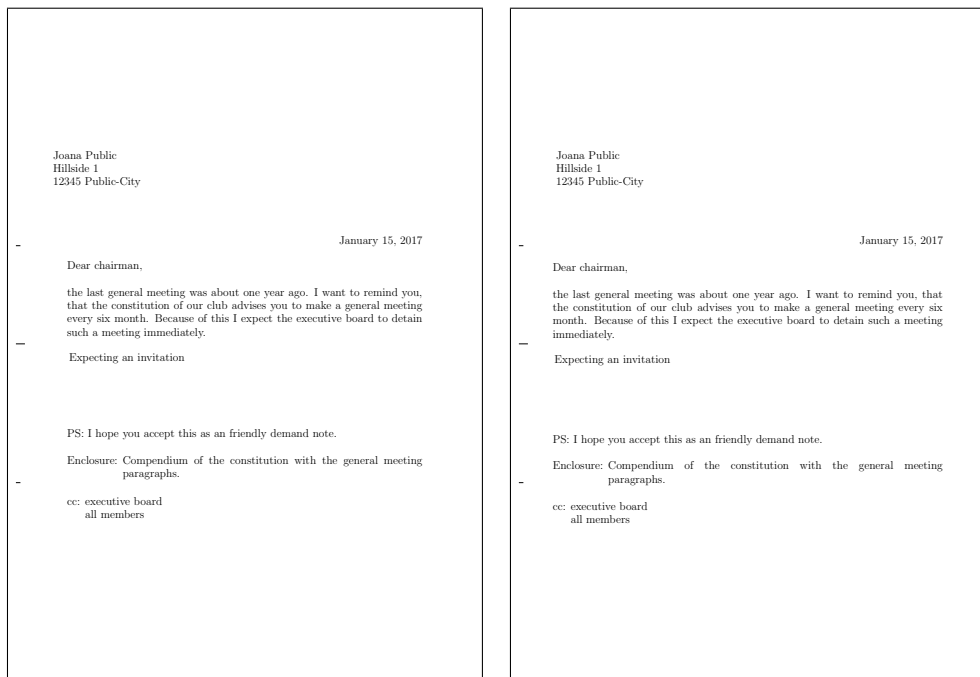 Joana Public
Hillside 1
12345 Public-City
January 15, 2017
Dear chairman,
the last general meeting was about one year ago. I want to remind you,
that the constitution of our club advises you to make a general meeting
every six month. Because of this I expect the executive board to detain
such a meeting immediately.
Expecting an invitation
PS: I hope you accept this as an friendly demand note.
Enclosure: Compendium of the constitution with the general meeting
paragraphs.
cc: executive board
all members
Joana Public
Hillside 1
12345 Public-City
January 15, 2017
Dear chairman,
the last general meeting was about one year ago. I want to remind you, that
the constitution of our club advises you to make a general meeting every six
month. Because of this I expect the executive board to detain such a meeting
immediately.
Expecting an invitation
PS: I hope you accept this as an friendly demand note.
Enclosure: Compendium of the constitution with the general meeting
paragraphs.
cc: executive board
all members